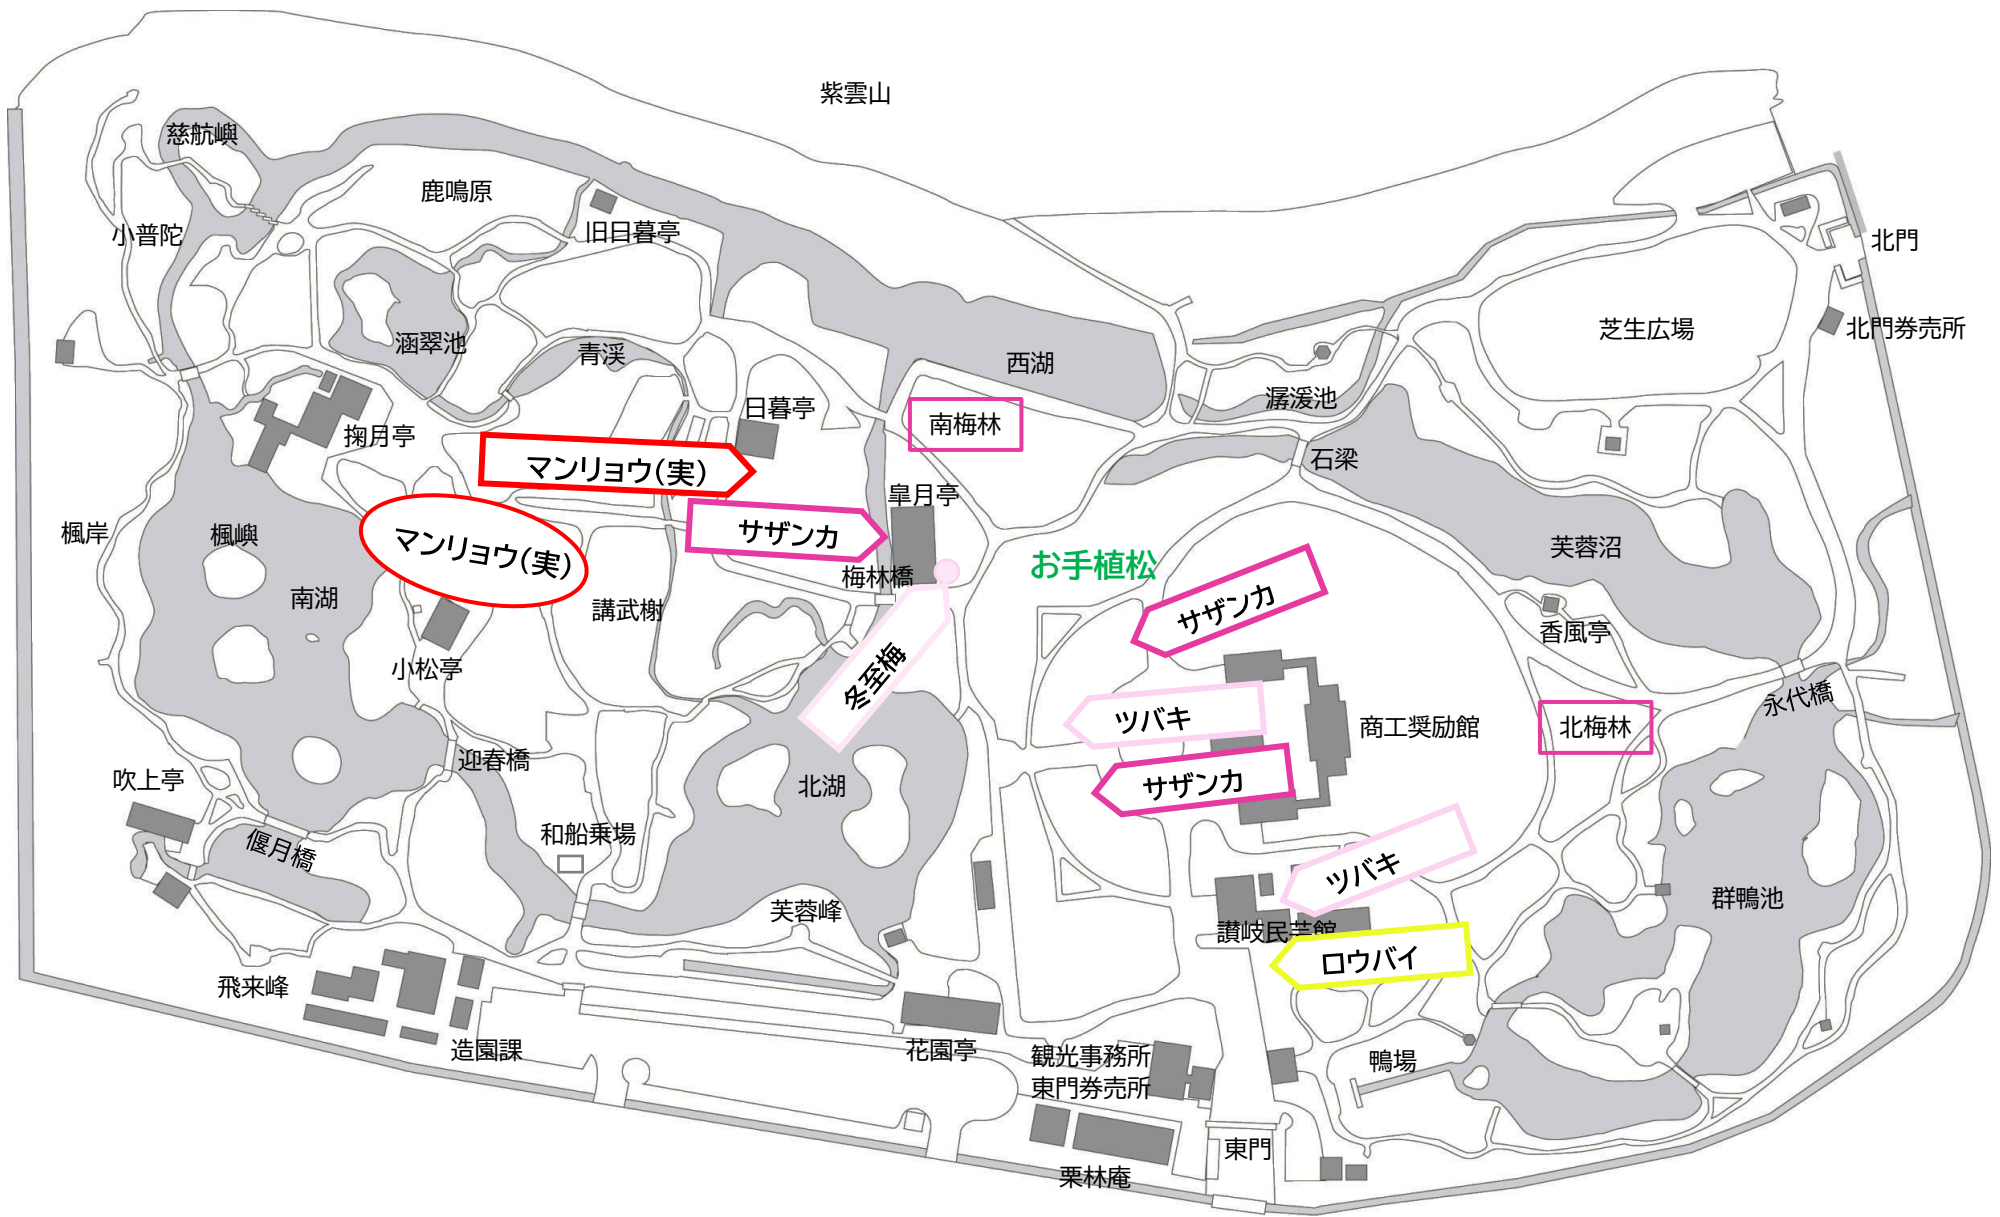 紫雲山
慈航嶼
鹿鳴原
小普陀
旧日暮亭
北門
涵翠池
青渓
西湖
芝生広場
北門券売所
掬月亭
日暮亭
南梅林
潺湲池
石梁
マンリョウ(実)
皐月亭
楓岸
楓嶼
マンリョウ(実)
サザンカ
梅林橋
お手植松
芙蓉沼
南湖
講武榭
サザンカ
香風亭
小松亭
冬至梅
ツバキ
商工奨励館
北梅林
永代橋
迎春橋
吹上亭
北湖
サザンカ
偃月橋
和船乗場
ツバキ
芙蓉峰
讃岐民芸館
群鴨池
ロウバイ
飛来峰
造園課
花園亭
観光事務所
東門券売所
鴨場
栗林庵
東門